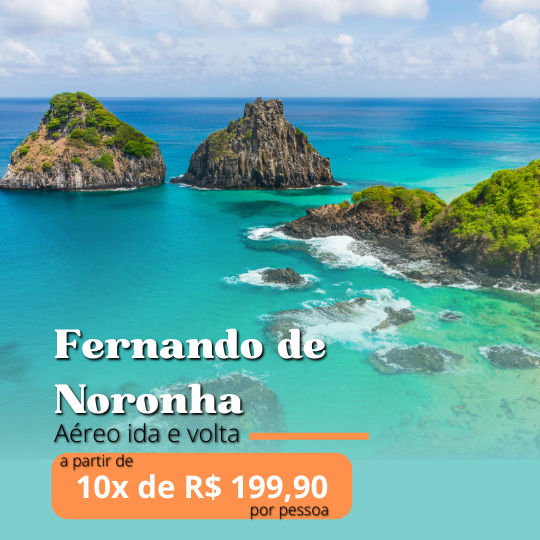 Fernando de
Noronha
Aéreo ida e volta
a partir de
10x de R$ 199,90
por pessoa